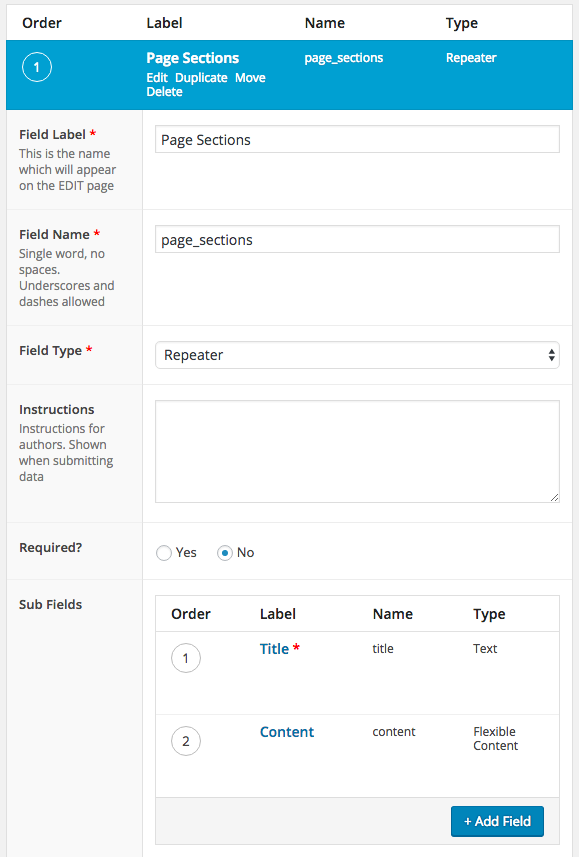 Order Label Name Type
1 Page Sections page_sections Repeater
Edit Duplicate Move
Delete
Field Label *
This is the name
which will appear
on the EDIT page
Page Sections
Field Name *
Single word, no
spaces.
Underscores and
dashes allowed
page_sections
Field Type *
Repeater
Instructions
Instructions for
authors. Shown
when submitting
data
Required?
Yes No
Sub Fields
Order Label Name Type
1 Title * title Text
2 Content content Flexible
Content
+ Add Field